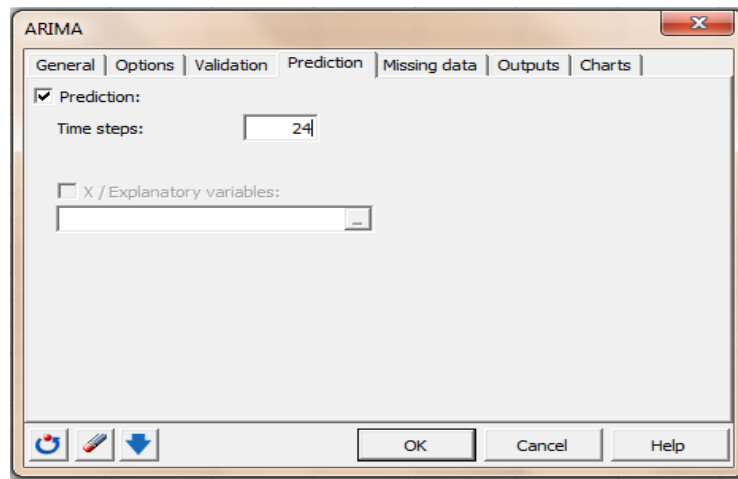 ARIMA
General Options Validation Prediction Missing data Outputs Charts
Prediction:
Time steps: 24
X / Explanatory variables:
...
OK Cancel Help